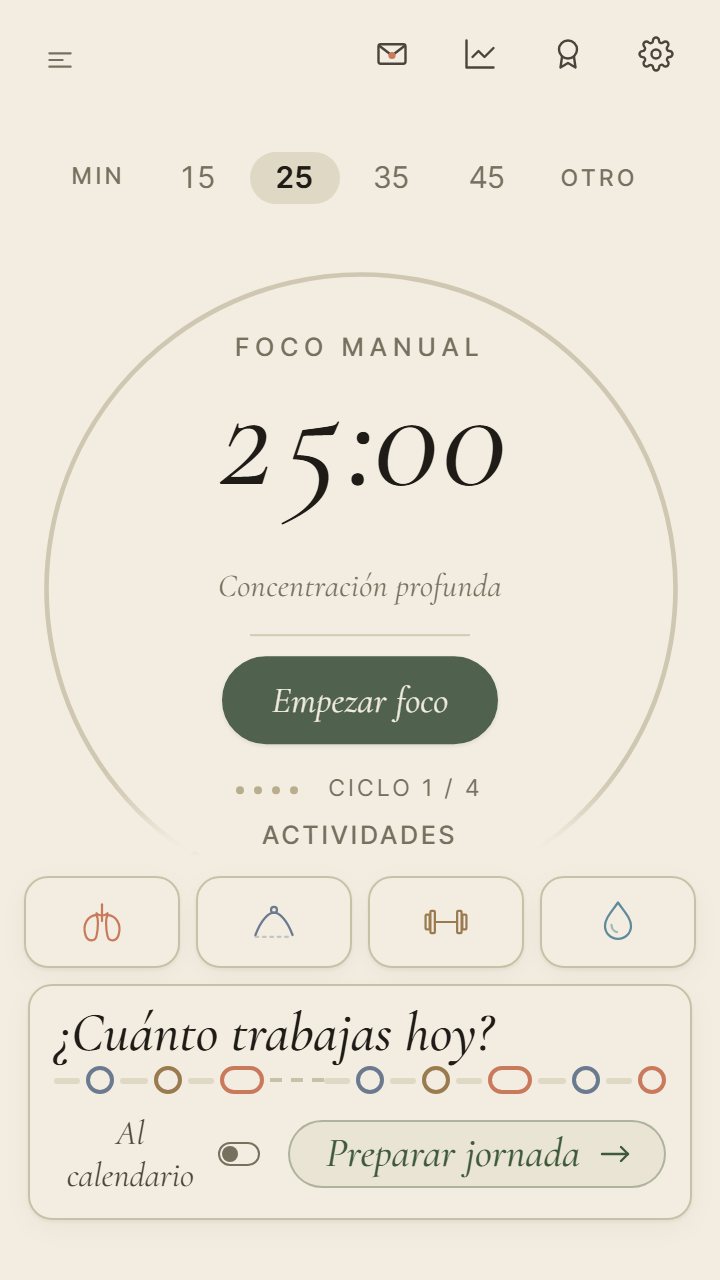 MIN 15 25 35 45 OTRO
FOCO MANUAL
25:00
Concentración profunda
Empezar foco
CICLO 1 / 4
ACTIVIDADES
¿Cuánto trabajas hoy?
Al
calendario
Preparar jornada →